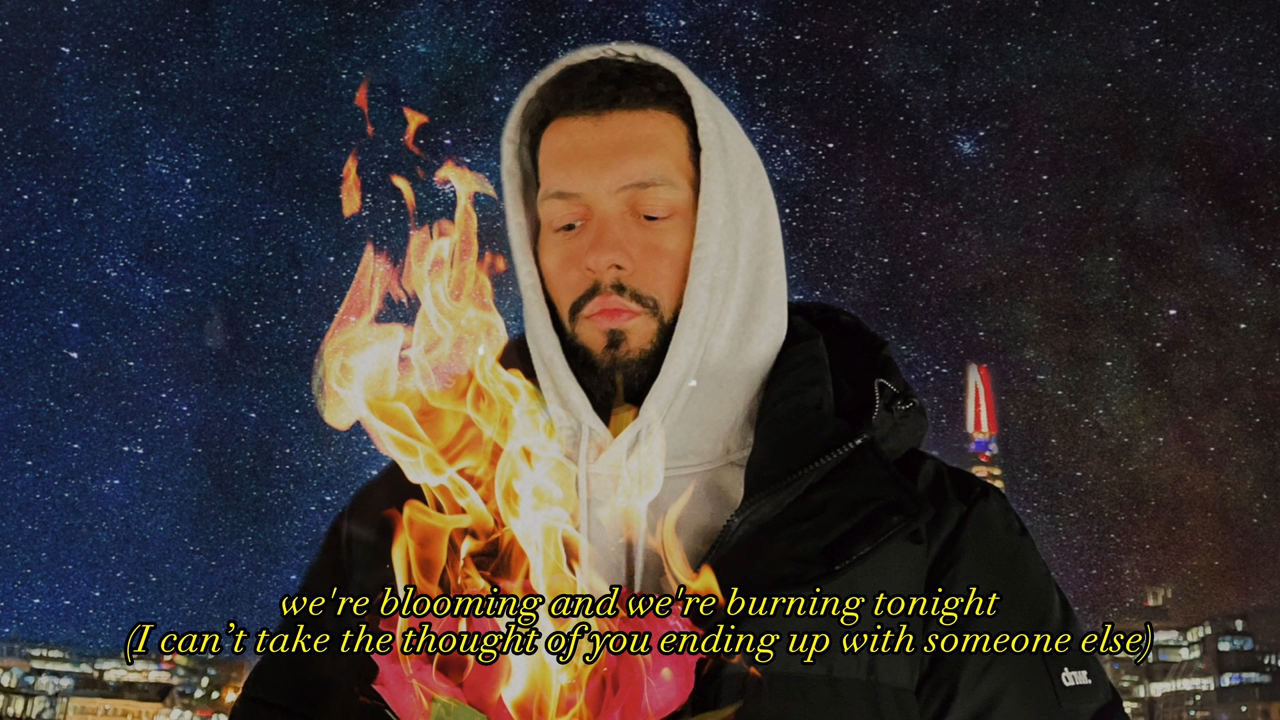 we're blooming and we're burning tonight
(I can’t take the thought of you ending up with someone else)